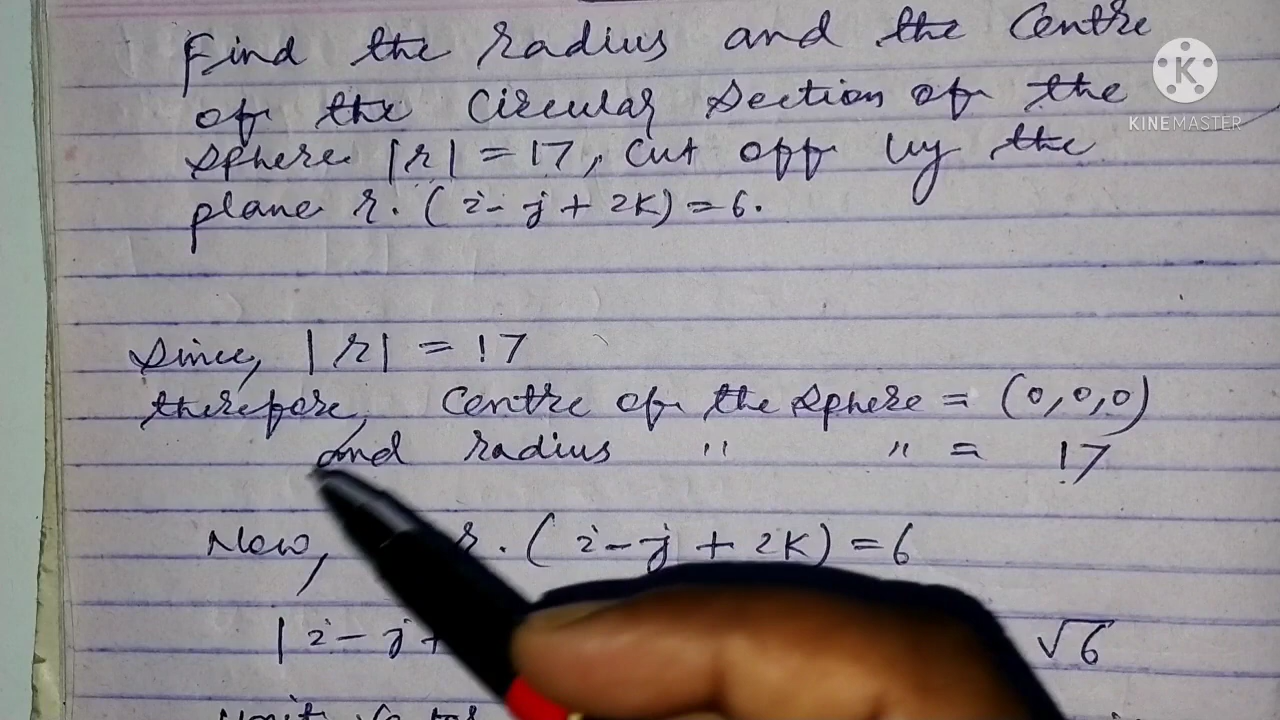 Find the radius and the Centre
of the Circular Section of the
sphere |r| = 17, cut off by the
plane r. (i - j + 2k) = 6.
K
KINEMASTER
Since, |r| = 17
therefore, Centre of the sphere = (0,0,0)
and radius " " = 17
Now, r. (i - j + 2k) = 6
|i - j + √6